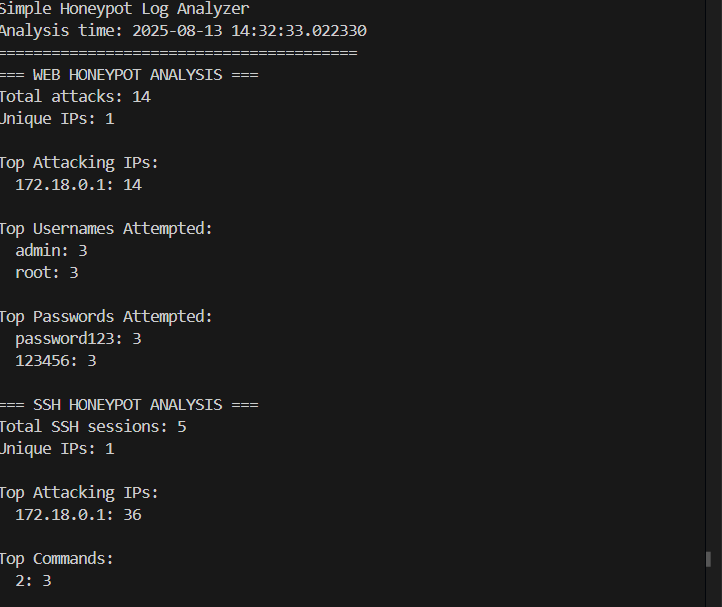 Simple Honeypot Log Analyzer
Analysis time: 2025-08-13 14:32:33.022330
========================================
=== WEB HONEYPOT ANALYSIS ===
Total attacks: 14
Unique IPs: 1
Top Attacking IPs:
172.18.0.1: 14
Top Usernames Attempted:
admin: 3
root: 3
Top Passwords Attempted:
password123: 3
123456: 3
=== SSH HONEYPOT ANALYSIS ===
Total SSH sessions: 5
Unique IPs: 1
Top Attacking IPs:
172.18.0.1: 36
Top Commands:
2: 3